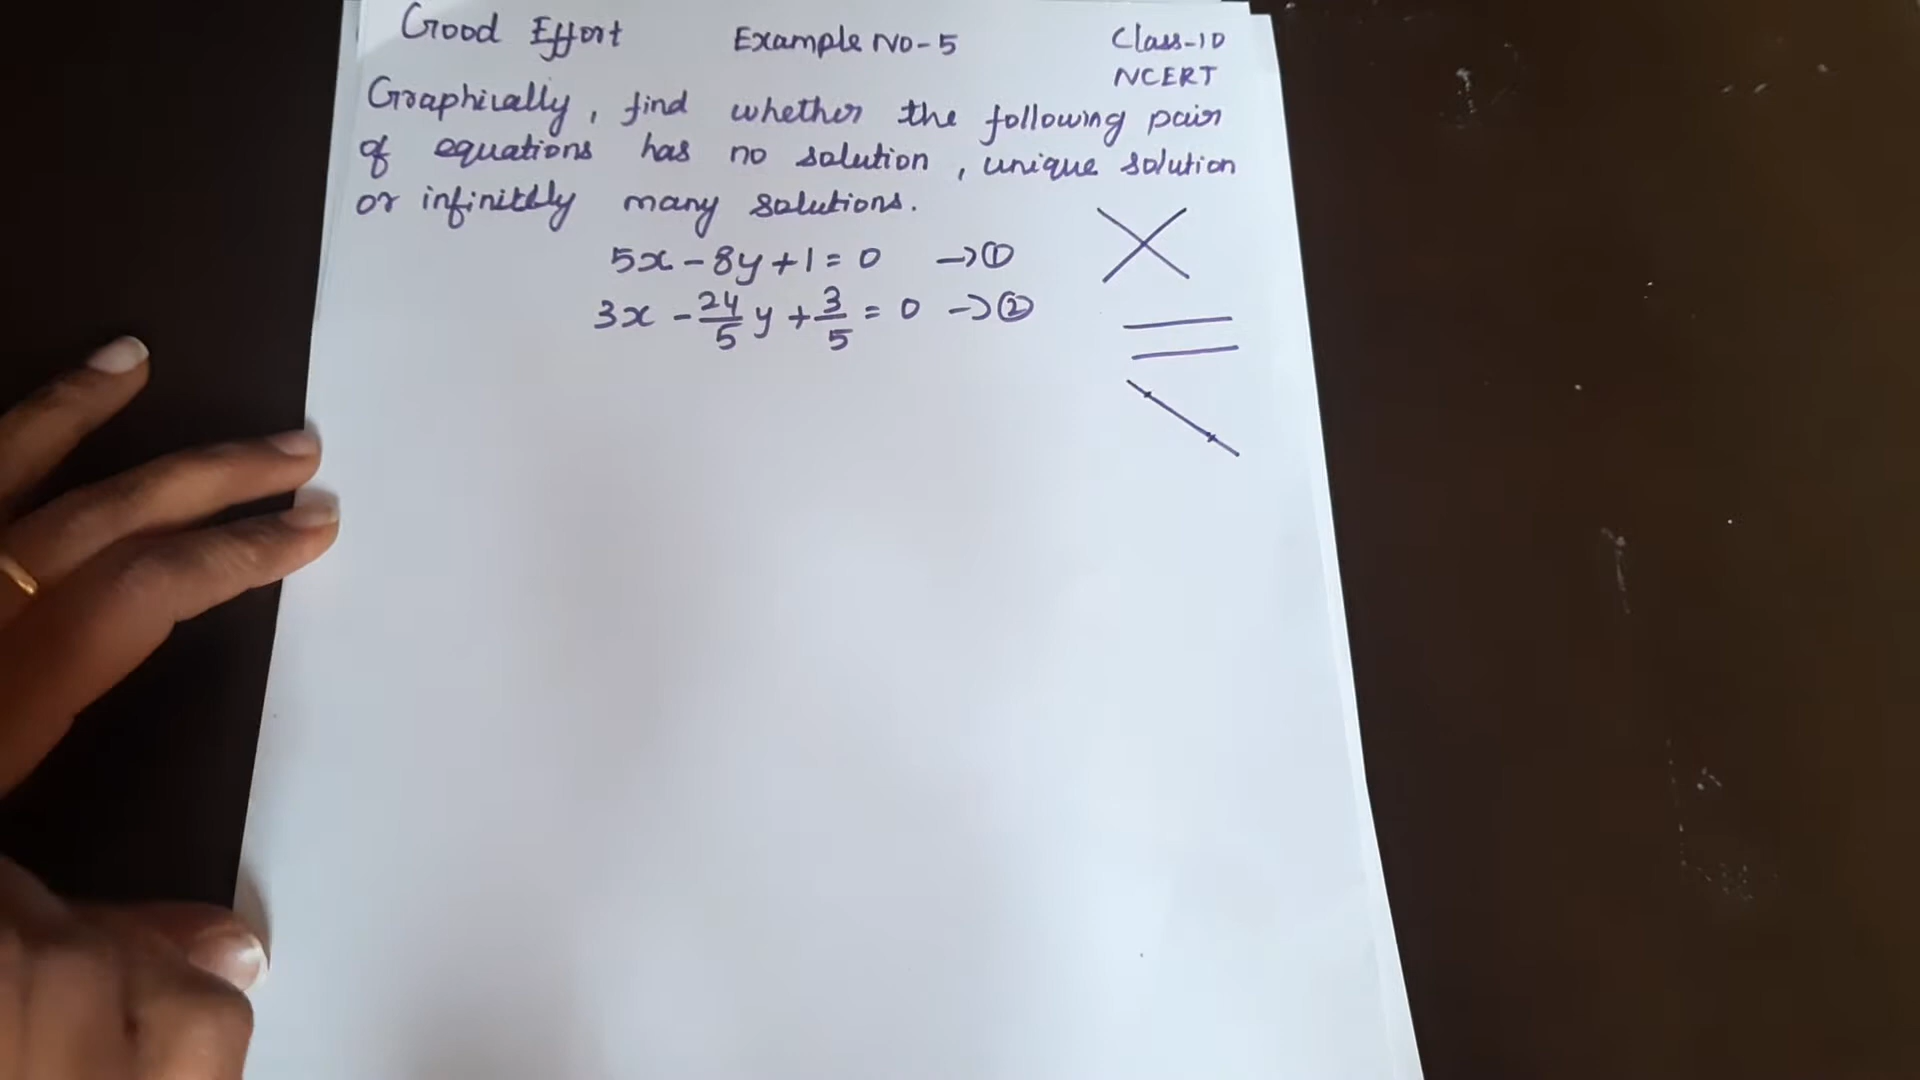 Good Effort Example No-5 Class-10
NCERT
Graphically, find whether the following pair
of equations has no solution, unique solution
or infinitely many solutions.
5x - 8y + 1 = 0 → ①
3x - 24/5 y + 3/5 = 0 → ②